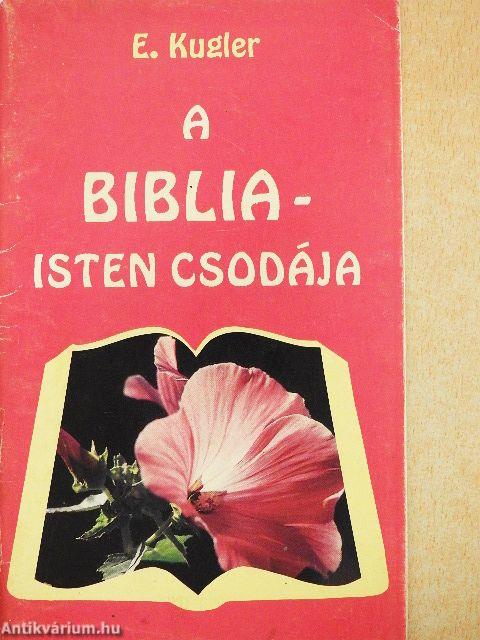 E. Kugler
A
BIBLIA -
ISTEN CSODÁJA
Antikvárium.hu